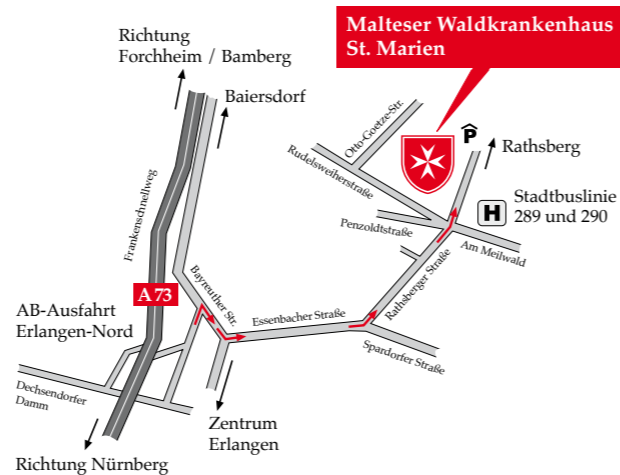 Malteser Waldkrankenhaus
St. Marien
Richtung
Forchheim / Bamberg
Baiersdorf
Otto-Goetze-Str.
Rudelsweiherstraße
P
Rathsberg
Frankenschnellweg
Penzoldtstraße
H
Stadtbuslinie
289 und 290
Am Meilwald
Bayreuther Str.
Rathsberger Straße
A 73
AB-Ausfahrt
Erlangen-Nord
Essenbacher Straße
Spardorfer Straße
Dechsendorfer
Damm
Zentrum
Erlangen
Richtung Nürnberg